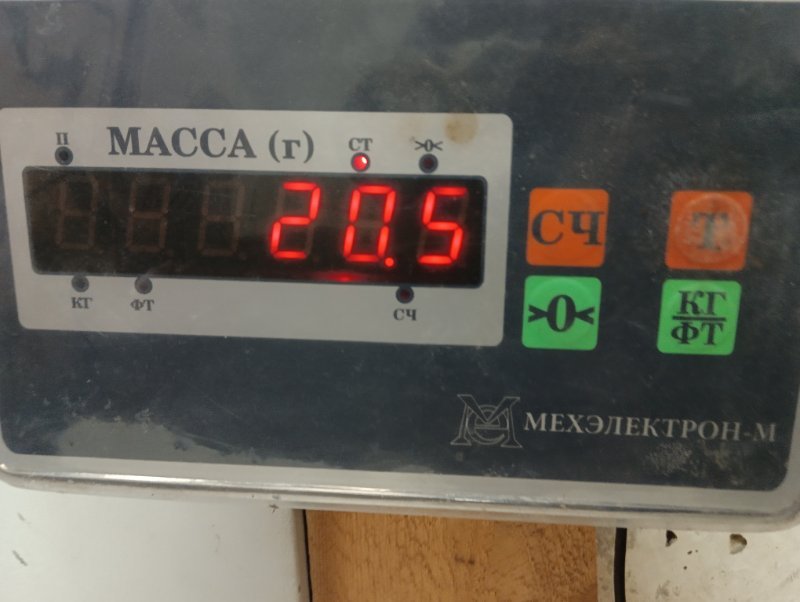 П МАССА (г) СТ >0<
20.5
КГ ФТ СЧ
СЧ Т
>0< КГ/ФТ
МЕХЭЛЕКТРОН-М